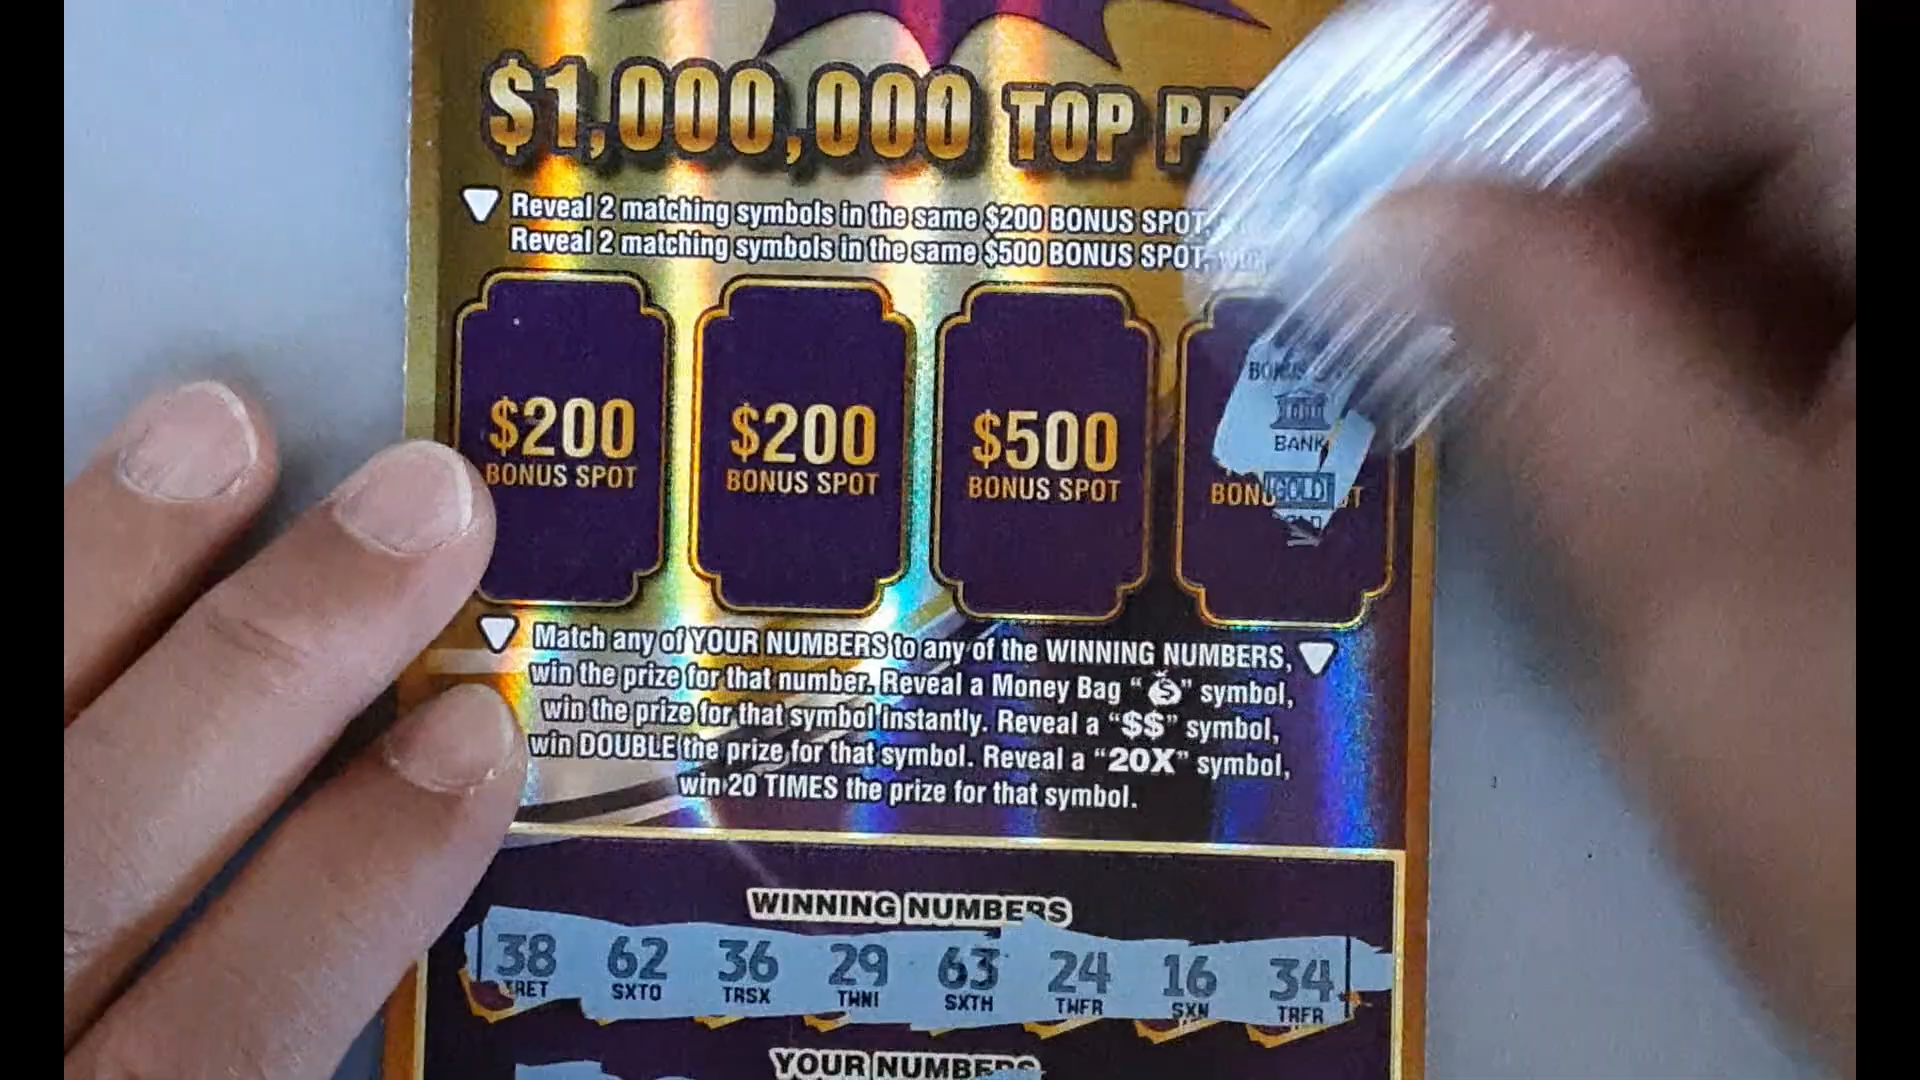 $1,000,000 TOP PR
Reveal 2 matching symbols in the same $200 BONUS SPOT,
Reveal 2 matching symbols in the same $500 BONUS SPOT, win
$200
BONUS SPOT
$200
BONUS SPOT
$500
BONUS SPOT
BONUS
BANK
GOLD
Match any of YOUR NUMBERS to any of the WINNING NUMBERS,
win the prize for that number. Reveal a Money Bag “ ” symbol,
win the prize for that symbol instantly. Reveal a “$$” symbol,
win DOUBLE the prize for that symbol. Reveal a “20X” symbol,
win 20 TIMES the prize for that symbol.
WINNING NUMBERS
38 62 36 29 63 24 16 34
TRET SXTO TRSX TWNI SXTH TWFR SXN TRFR
YOUR NUMBERS